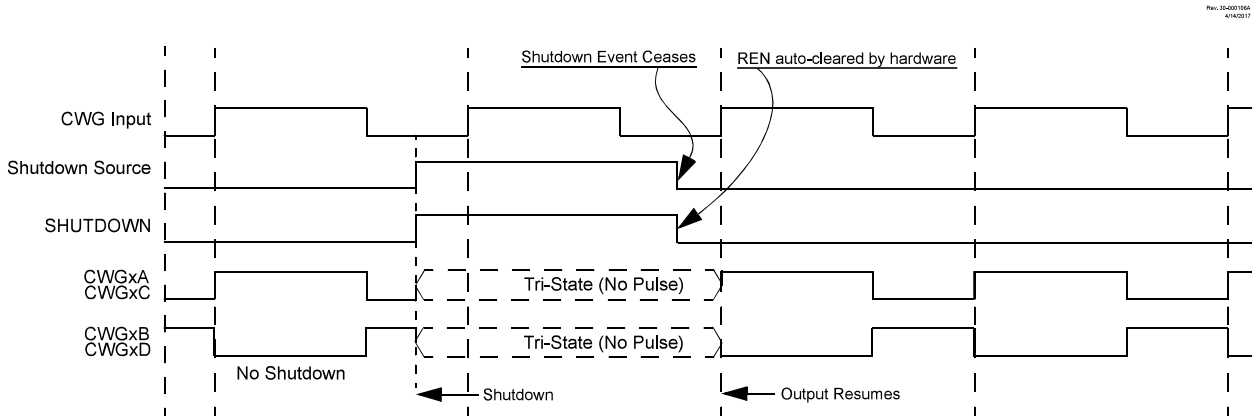 Rev. 30-000106A
4/14/2017
Shutdown Event Ceases
REN auto-cleared by hardware
CWG Input
Shutdown Source
SHUTDOWN
CWGxA
CWGxC
Tri-State (No Pulse)
CWGxB
CWGxD
Tri-State (No Pulse)
No Shutdown
Shutdown
Output Resumes